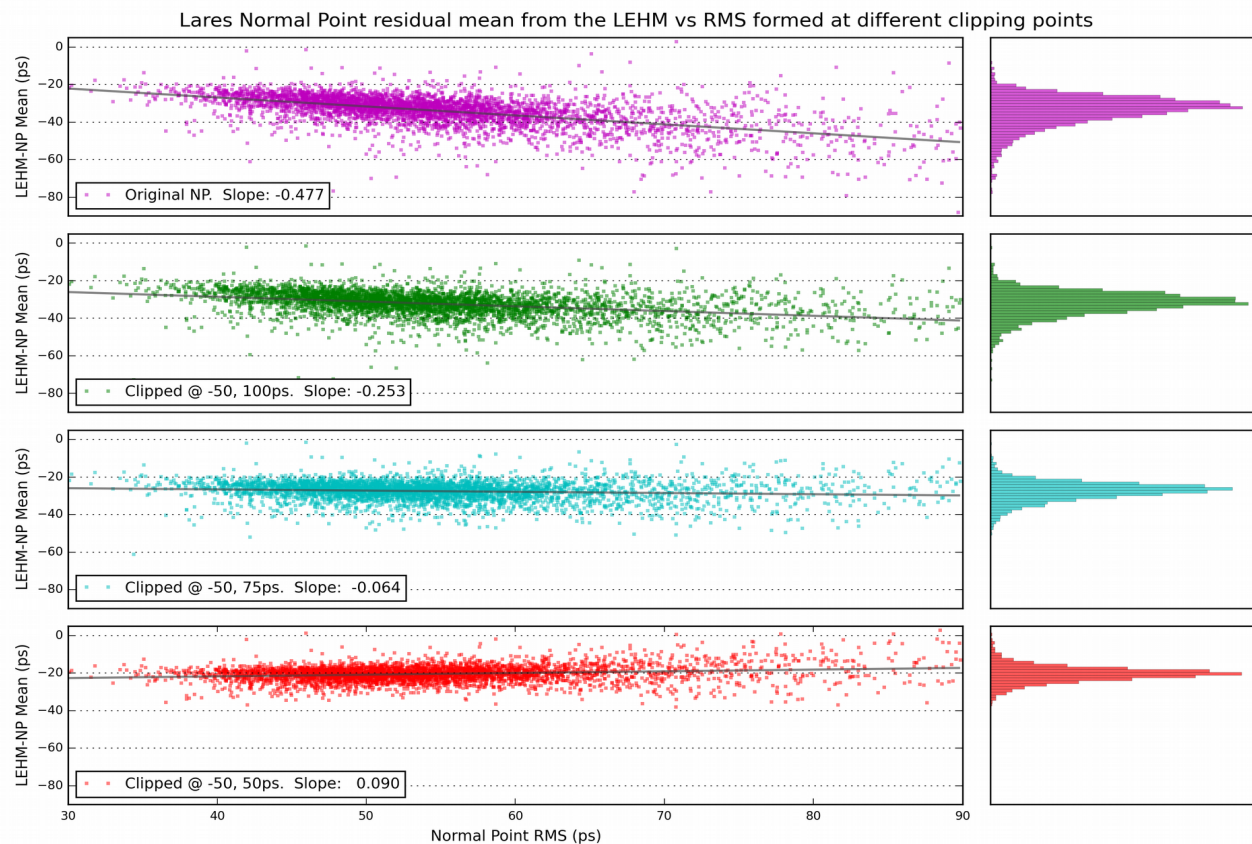 Lares Normal Point residual mean from the LEHM vs RMS formed at different clipping points
LEHM-NP Mean (ps)
0
−20
−40
−60
−80
Original NP. Slope: -0.477
LEHM-NP Mean (ps)
0
−20
−40
−60
−80
Clipped @ -50, 100ps. Slope: -0.253
LEHM-NP Mean (ps)
0
−20
−40
−60
−80
Clipped @ -50, 75ps. Slope: -0.064
LEHM-NP Mean (ps)
0
−20
−40
−60
−80
Clipped @ -50, 50ps. Slope: 0.090
30 40 50 60 70 80 90
Normal Point RMS (ps)